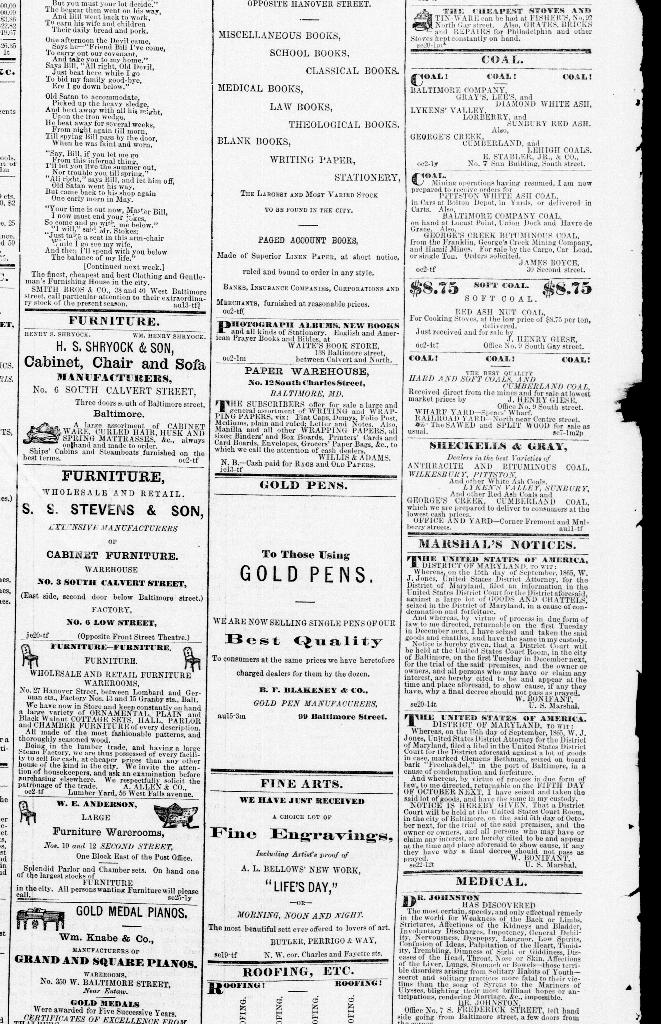 But you must your lot decide."
The beggar then went on his way,
And Bill went back to work,
To earn his wife and children
Their daily bread and pork.
One afternoon the Devil came,
Says he—"Friend Bill I've come,
To carry out our covenant,
And take you to my home."
Says Bill, "All right, Old Devil,
Just beat here while I go
To bid my family good-bye,
Ere I go down below."
Old Satan to accommodate,
Picked up the heavy sledge,
And beat away with all his might,
Upon the iron wedge.
He beat away for several weeks,
From night again till morn,
Till spying Bill pass by the door,
When he was faint and worn.
"Say, Bill, if you let me go
From this infernal thing,
I'll let you live the summer out,
Nor trouble you till spring."
"All right," says Bill, and let him off,
Old Satan went his way,
But came back to his shop again
One early morn in May.
"Your time is out now, Master Bill,
I now must end your jokes.
So come and go with me below."
"I will," said Mr. Stokes;
"Just take a seat in this arm-chair
While I go see my wife,
And then I'll spend with you below
The balance of my life."
[Continued next week.]
The finest, cheapest and best Clothing and Gentlemen's Furnishing House in the city.
SMITH BROS & CO., 38 and 40 West Baltimore
street, call particular attention to their extraordinary
stock of the present season.
FURNITURE.
HENRY S. SHRYOCK. WM. HENRY SHRYOCK.
H. S. SHRYOCK & SON,
Cabinet, Chair and Sofa
MANUFACTURERS,
No. 6 SOUTH CALVERT STREET,
Three doors south of Baltimore street,
Baltimore.
A large assortment of CABINET
WARE, CURLED HAIR, HUSK AND
SPRING MATTRASSES, &c., always
on hand and made to order.
Ships' Cabins and Steamboats furnished on the
best terms. oc2-tf
FURNITURE,
WHOLESALE AND RETAIL.
S. S. STEVENS & SON,
EXTENSIVE MANUFACTURERS
OF
CABINET FURNITURE.
WAREHOUSE
NO. 3 SOUTH CALVERT STREET,
(East side, second door below Baltimore street.)
FACTORY,
NO. 6 LOW STREET,
je20-tf (Opposite Front Street Theatre.)
FURNITURE—FURNITURE.
FURNITURE.
WHOLESALE AND RETAIL FURNITURE
WAREROOMS,
No. 27 Hanover Street, between Lombard and German
sts., Factory Nos. 13 and 15 Granby sts., Balt.
We have now in Store and keep constantly on hand
a large variety of ORNAMENTAL, PLAIN and
Black Walnut COTTAGE SETS, HALL, PARLOR
and CHAMBER FURNITURE of every description.
All made of the most fashionable patterns, and
thoroughly seasoned wood.
Being in the lumber trade, and having a large
Steam Factory, we are thus possessed of every facility
to sell for cash, at cheaper prices than any other
house of the kind in the city. We invite the attention
of housekeepers, and ask an examination before
purchasing elsewhere. We respectfully solicit the
patronage of the trade. A. ALLEN & CO.,
oc2-tf Lumber Yard, 56 West Falls avenue.
W. E. ANDERSON,
LARGE
Furniture Warerooms,
Nos. 10 and 12 SECOND STREET,
One Block East of the Post Office.
Splendid Parlor and Chamber sets. On hand one
of the largest stocks of
FURNITURE
in the city. All persons wanting Furniture will please
call. se25-1y
GOLD MEDAL PIANOS.
Wm. Knabe & Co.,
MANUFACTURERS OF
GRAND AND SQUARE PIANOS.
WAREROOMS,
No. 350 W. BALTIMORE STREET,
Near Eutaw.
GOLD MEDALS
Were awarded for Five Successive Years.
CERTIFICATES OF EXCELLENCE FROM
OPPOSITE HANOVER STREET.
MISCELLANEOUS BOOKS,
SCHOOL BOOKS,
CLASSICAL BOOKS.
MEDICAL BOOKS,
LAW BOOKS,
THEOLOGICAL BOOKS.
BLANK BOOKS,
WRITING PAPER,
STATIONERY,
THE LARGEST AND MOST VARIED STOCK
TO BE FOUND IN THE CITY.
PAGED ACCOUNT BOOKS,
Made of Superior LINEN PAPER, at short notice,
ruled and bound to order in any style.
BANKS, INSURANCE COMPANIES, CORPORATIONS AND
MERCHANTS, furnished at reasonable prices.
oc2-tf
PHOTOGRAPH ALBUMS, NEW BOOKS
and all kinds of Stationery. English and American
Prayer Books and Bibles, at
WAITE'S BOOK STORE,
138 Baltimore street,
oc2-1m between Calvert and North.
PAPER WAREHOUSE,
No. 12 South Charles Street,
BALTIMORE, MD.
THE SUBSCRIBERS offer for sale a large and
general assortment of WRITING and WRAPPING
PAPERS, viz: Flat Caps, Demys, Folio Post,
Mediums, plain and ruled; Letter and Notes. Also,
Manilla and all other WRAPPING PAPERS, all
sizes; Binders' and Box Boards, Printers' Cards and
Card Boards, Envelopes, Grocers' Paper Bags, &c., to
which we call the attention of cash dealers.
WILLIS & ADAMS.
N. B.—Cash paid for RAGS and OLD PAPERS.
je13-tf
GOLD PENS.
To Those Using
GOLD PENS.
WE ARE NOW SELLING SINGLE PENS OF OUR
Best Quality
To consumers at the same prices we have heretofore
charged dealers for them by the dozen.
B. F. BLAKENEY & CO.,
GOLD PEN MANUFACURERS,
au15-3m 99 Baltimore Street.
FINE ARTS.
WE HAVE JUST RECEIVED
A CHOICE LOT OF
Fine Engravings,
Including Artist's proof of
A. L. BELLOWS' NEW WORK,
"LIFE'S DAY,"
—OR—
MORNING, NOON AND NIGHT.
The most beautiful sett ever offered to lovers of art.
BUTLER, PERRIGO & WAY,
se19-tf N. W. cor. Charles and Fayette sts.
ROOFING, ETC.
ROOFING! ROOFING!
THE CHEAPEST STOVES AND
TIN-WARE can be had at FISHER'S, No. 27
North Gay street. Also, GRATES, BRICKS
and REPAIRS for Philadelphia and other
Stoves kept constantly on hand.
COAL.
COAL! COAL! COAL!
BALTIMORE COMPANY,
GRAY'S, LEE'S, and
DIAMOND WHITE ASH,
LYKENS' VALLEY,
LORBERRY, and
SUNBURY RED ASH.
Also,
GEORGE'S CREEK,
CUMBERLAND, and
LEHIGH COALS.
E. STABLER, JR., & CO.,
oc2-1y No. 7 Sun Building, South street.
COAL.
Mining operations having resumed, I am now
prepared to receive orders for
PITTSTON WHITE ASH COAL,
in Cars at Bolton Depot, in Yards, or delivered in
Carts. Also,
BALTIMORE COMPANY COAL,
on hand at Locust Point, Union Dock and Havre de
Grace, Also,
GEORGE'S CREEK BITUMINOUS COAL,
from the Franklin, George's Creek Mining Company,
and Hand Mines. For sale by the Cargo, Car Load,
or single Ton. Orders solicited.
JAMES BOYCE,
oc2-tf 30 Second street.
$8.75 SOFT COAL. $8.75
SOFT COAL.
RED ASH NUT COAL,
For Cooking Stoves, at the low price of $8.75 per ton,
delivered.
Just received and for sale by
J. HENRY GIESE,
Office No. 9 South Gay street.
COAL! COAL! COAL!
THE BEST QUALITY
HARD AND SOFT COALS, AND
CUMBERLAND COAL,
Received direct from the mines and for sale at lowest
market prices by J. HENRY GIESE,
Office No. 9 South street.
WHARF YARD—Spears' Wharf.
RAILROAD YARD—North near Centre street.
The SAWED and SPLIT WOOD for sale as
usual. se7-1m2p
SHECKELLS & GRAY,
Dealers in the best Varieties of
ANTHRACITE AND BITUMINOUS COAL,
WILKESBURY, PITTSTON,
And other White Ash Coals,
LYKEN'S VALLEY, SUNBURY,
And other Red Ash Coals and
GEORGE'S CREEK, CUMBERLAND COAL,
which we are prepared to deliver to consumers at the
lowest cash prices.
OFFICE AND YARD—Corner Fremont and Mulberry
streets. au11-tf
MARSHAL'S NOTICES.
THE UNITED STATES OF AMERICA,
DISTRICT OF MARYLAND, TO WIT:
Whereas, on the 15th day of September, 1865, W.
J. Jones, United States District Attorney, for the
District of Maryland, filed an information in the
United States District Court for the District aforesaid,
against a large lot of GOODS AND CHATTELS,
seized in the District of Maryland, in a cause of condemnation
and forfeiture.
And whereas, by virtue of process in due form of
law to me directed, returnable on the first Tuesday
in December next, I have seized and taken the said
goods and chattles, and have the same in my custody.
Notice is hereby given, that a District Court will
be held at the United States Court Room, in the city
of Baltimore, on the first Tuesday in December next,
for the trial of the said premises, and the owner or
owners, and all persons who may have or claim any
interest, are hereby cited to be and appear at the
time and place aforesaid, to show cause, if any they
have, why a final decree should not pass as prayed.
W. BONIFANT,
se20-14t U. S. Marshal.
THE UNITED STATES OF AMERICA.
DISTRICT OF MARYLAND, TO WIT:
Whereas, on the 15th day of September, 1865, W. J.
Jones, United States District Attorney for the District
of Maryland, filed a libel in the United States District
Court for the District aforesaid against a lot of goods
in case, marked Clemens Bethman, seized on board
bark "Freihandel," in the port of Baltimore, in a
cause of condemnation and forfeiture.
And whereas, by virtue of process in due form of
law, to me directed, returnable on the FIFTH DAY
OF OCTOBER NEXT, I have seized and taken the
said lot of goods, and have the same in my custody.
NOTICE IS HEREBY GIVEN, That a District
Court will be held at the United States Court Room,
in the city of Baltimore, on the said 5th day of October
next, for the trial of the said premises, and the
owner or owners, and all persons who may have or
claim any interest, are hereby cited to be and appear
at the time and place aforesaid to show cause, if any
they have why a final decree should not pass as
prayed. W. BONIFANT,
se22-12t U. S. Marshal.
MEDICAL.
DR. JOHNSTON
HAS DISCOVERED
The most certain, speedy, and only effectual remedy
in the world for Weakness of the Back or Limbs,
Strictures, Affections of the Kidneys and Bladder,
Involuntary Discharges, Impotency, General Debility,
Nervousness, Dyspepsy, Languor, Low Spirits,
Confusion of Ideas, Palpitation of the Heart, Timidity,
Trembling, Dimness of Sight or Giddiness, Diseases
of the Head, Throat, Nose or Skin, Affections
of the Liver, Lungs, Stomach or Bowels—those terrible
disorders arising from Solitary Habits of Youth—
secret and solitary practices more fatal to their victims
than the song of Syrens to the Mariners of
Ulysses, blighting their most brilliant hopes or anticipations,
rendering Marriage, &c., impossible.
DR. JOHNSTON.
Office No. 7 S. FREDERICK STREET, left hand
side going from Baltimore street, a few doors from